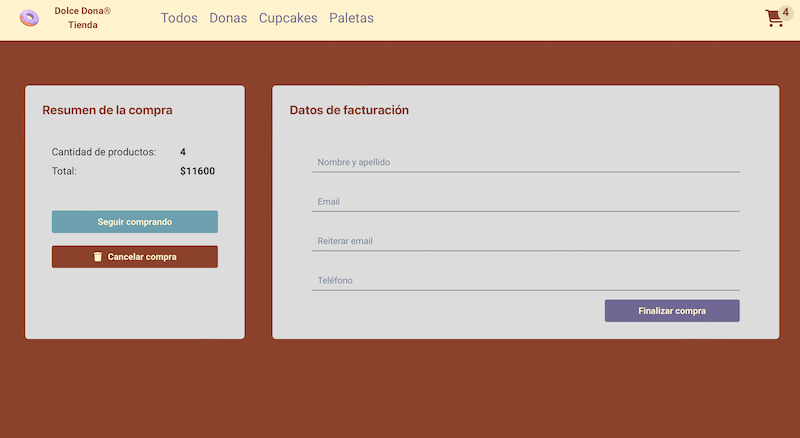 Dolce Dona®
Tienda
Todos Donas Cupcakes Paletas
4
Resumen de la compra
Cantidad de productos: 4
Total: $11600
Seguir comprando
Cancelar compra
Datos de facturación
Nombre y apellido
Email
Reiterar email
Teléfono
Finalizar compra